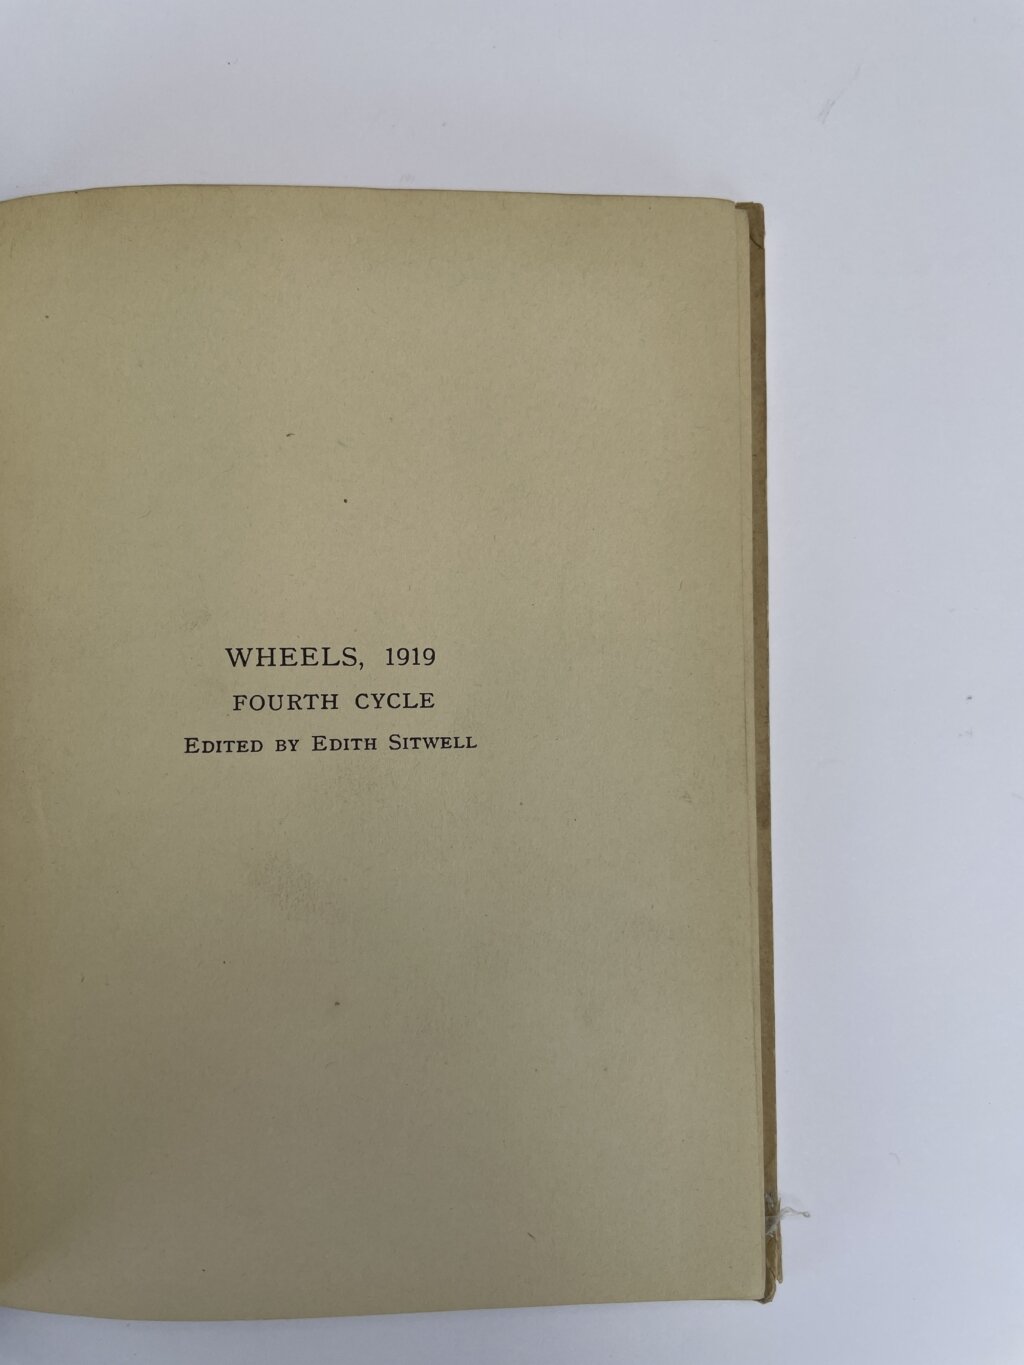 WHEELS, 1919
FOURTH CYCLE
EDITED BY EDITH SITWELL